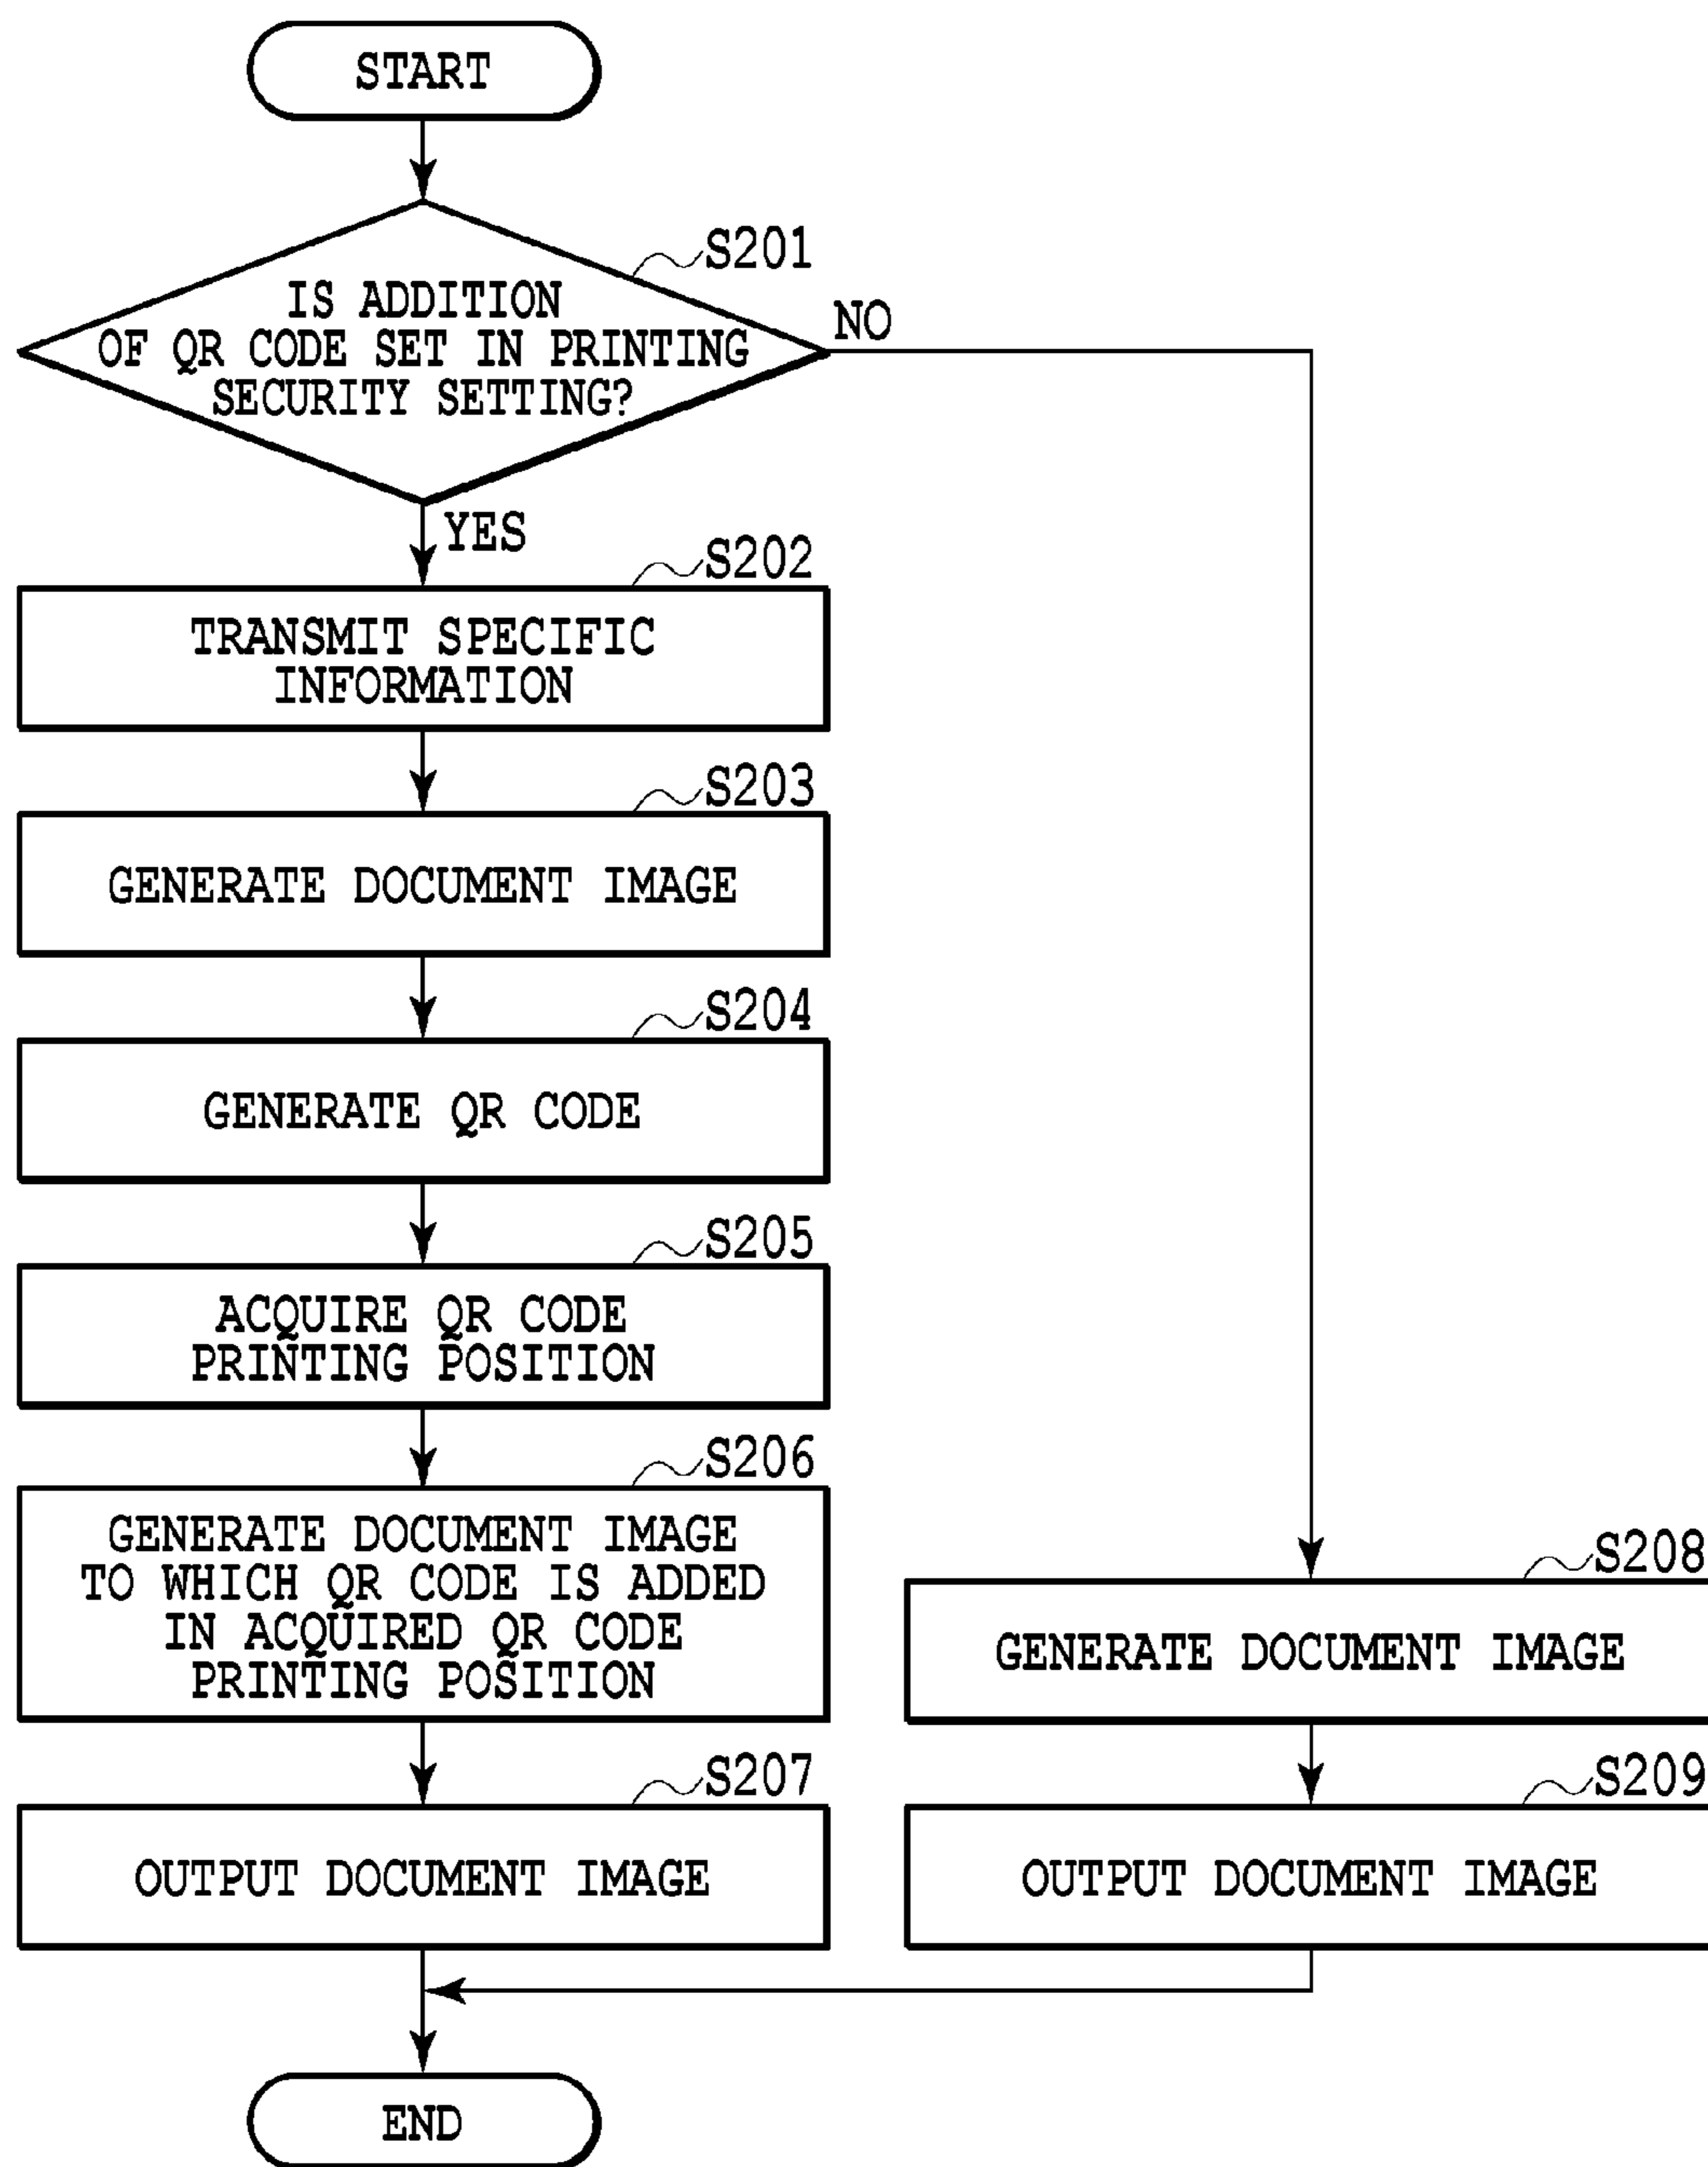 START
S201
IS ADDITION
OF QR CODE SET IN PRINTING
SECURITY SETTING?
NO
YES
S202
TRANSMIT SPECIFIC
INFORMATION
S203
GENERATE DOCUMENT IMAGE
S204
GENERATE QR CODE
S205
ACQUIRE QR CODE
PRINTING POSITION
S206
GENERATE DOCUMENT IMAGE
TO WHICH QR CODE IS ADDED
IN ACQUIRED QR CODE
PRINTING POSITION
S207
OUTPUT DOCUMENT IMAGE
S208
GENERATE DOCUMENT IMAGE
S209
OUTPUT DOCUMENT IMAGE
END